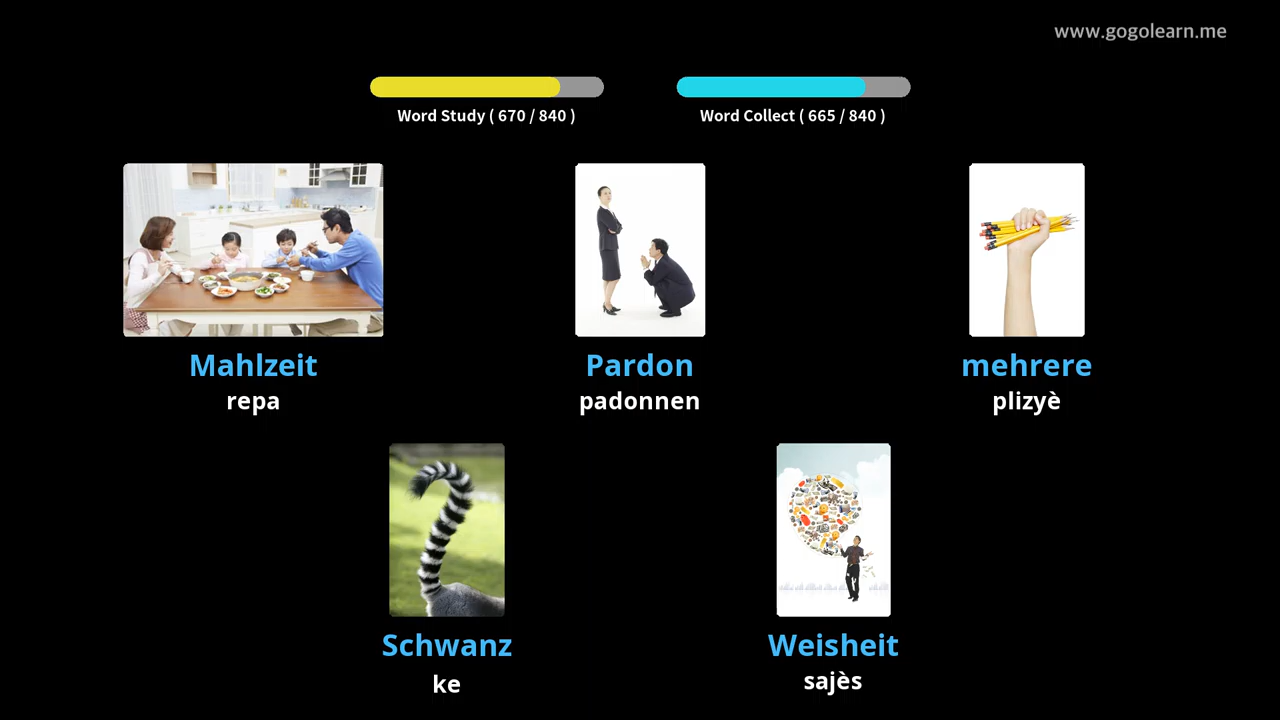 www.gogolearn.me
Word Study ( 670 / 840 )
Word Collect ( 665 / 840 )
Mahlzeit
repa
Pardon
padonnen
mehrere
plizyè
Schwanz
ke
Weisheit
sajès